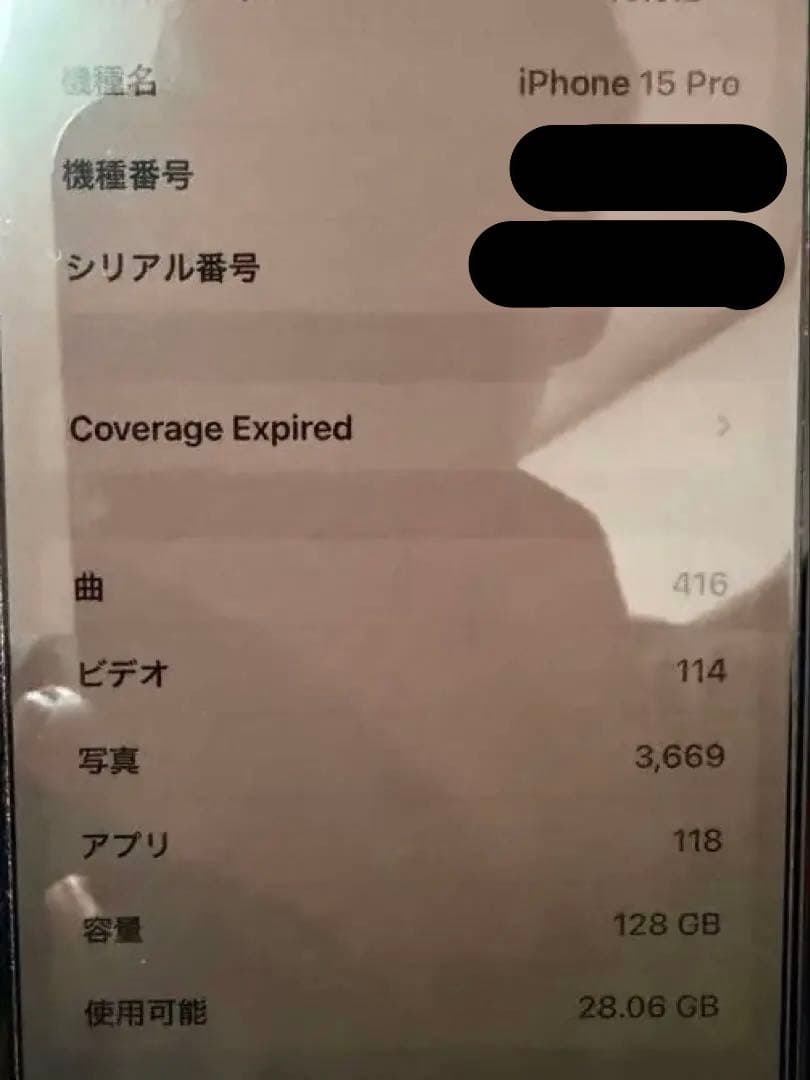 機種名 iPhone 15 Pro
機種番号
シリアル番号
Coverage Expired
曲 416
ビデオ 114
写真 3,669
アプリ 118
容量 128 GB
使用可能 28.06 GB